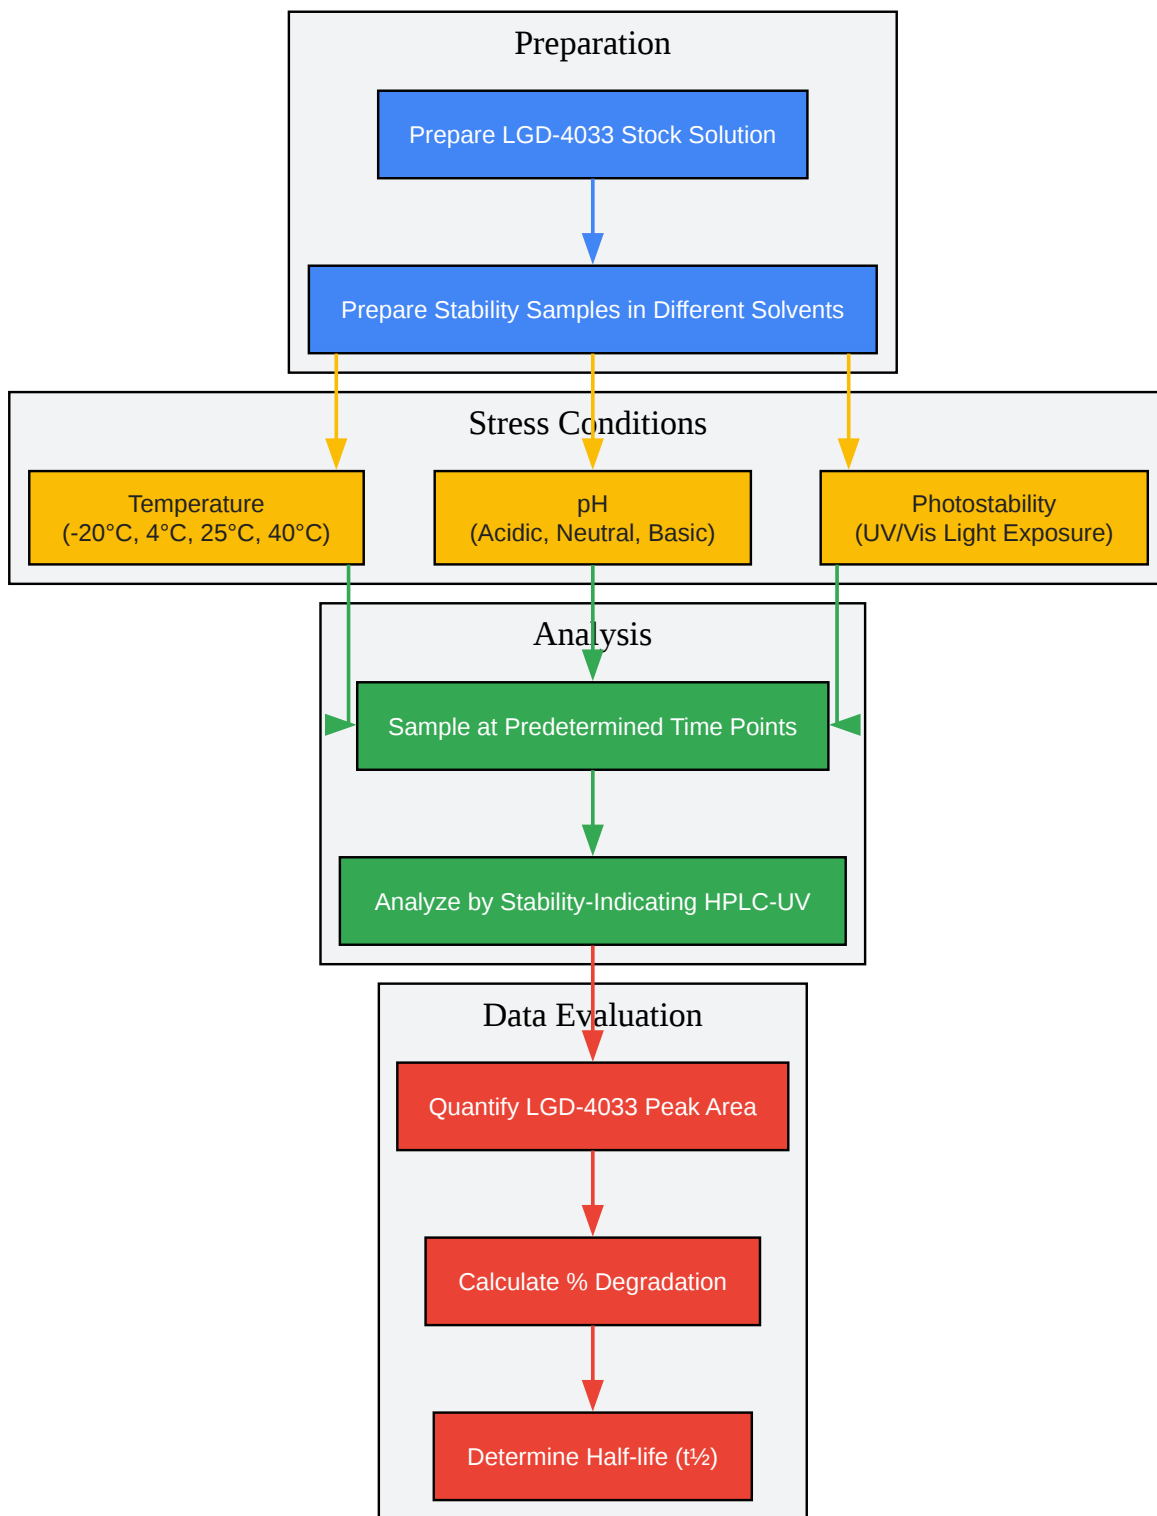 Preparation
Prepare LGD-4033 Stock Solution
Prepare Stability Samples in Different Solvents
Stress Conditions
Temperature
(-20°C, 4°C, 25°C, 40°C)
pH
(Acidic, Neutral, Basic)
Photostability
(UV/Vis Light Exposure)
Analysis
Sample at Predetermined Time Points
Analyze by Stability-Indicating HPLC-UV
Data Evaluation
Quantify LGD-4033 Peak Area
Calculate % Degradation
Determine Half-life (t½)